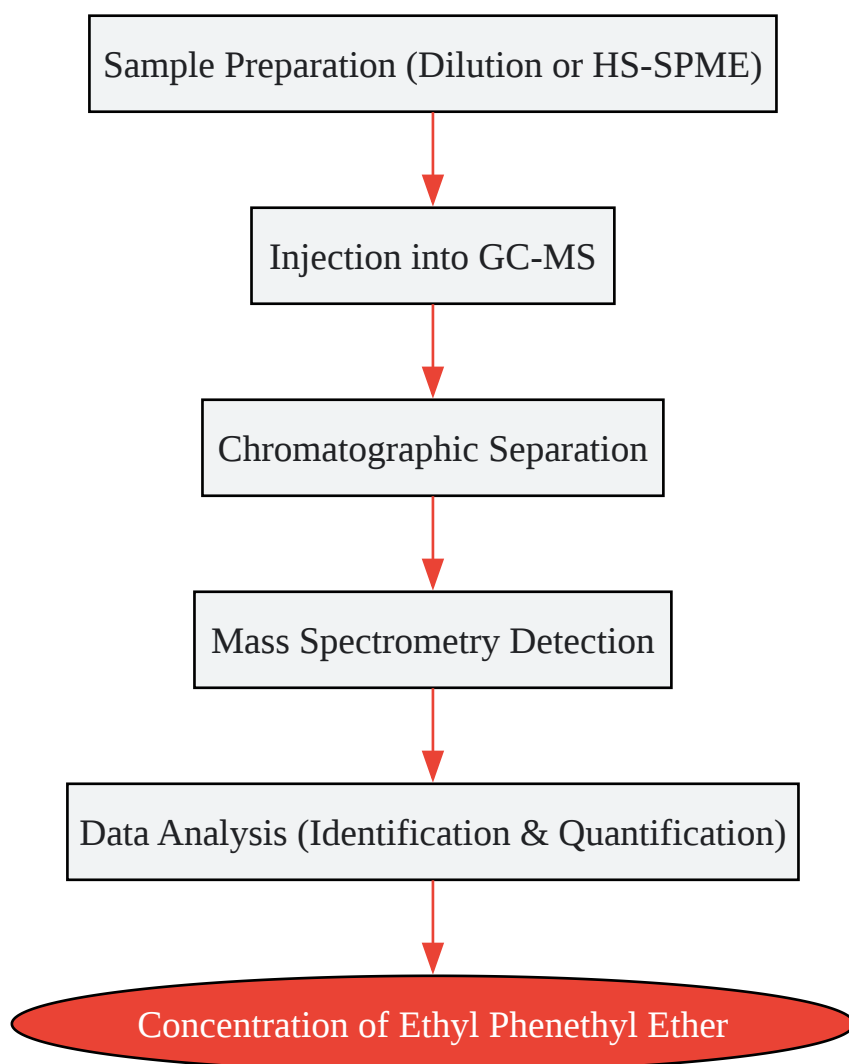 Sample Preparation (Dilution or HS-SPME)
Injection into GC-MS
Chromatographic Separation
Mass Spectrometry Detection
Data Analysis (Identification & Quantification)
Concentration of Ethyl Phenethyl Ether